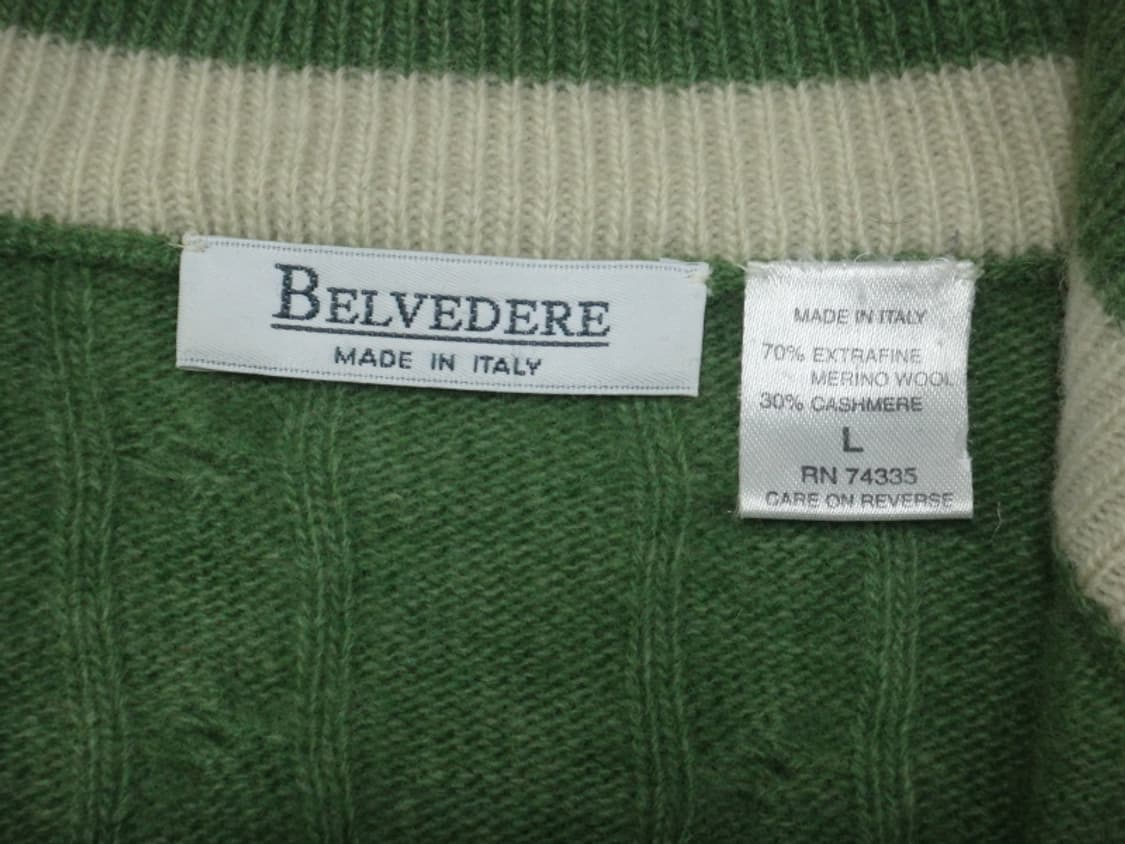 BELVEDERE
MADE IN ITALY
MADE IN ITALY
70% EXTRAFINE
MERINO WOOL
30% CASHMERE
L
RN 74335
CARE ON REVERSE